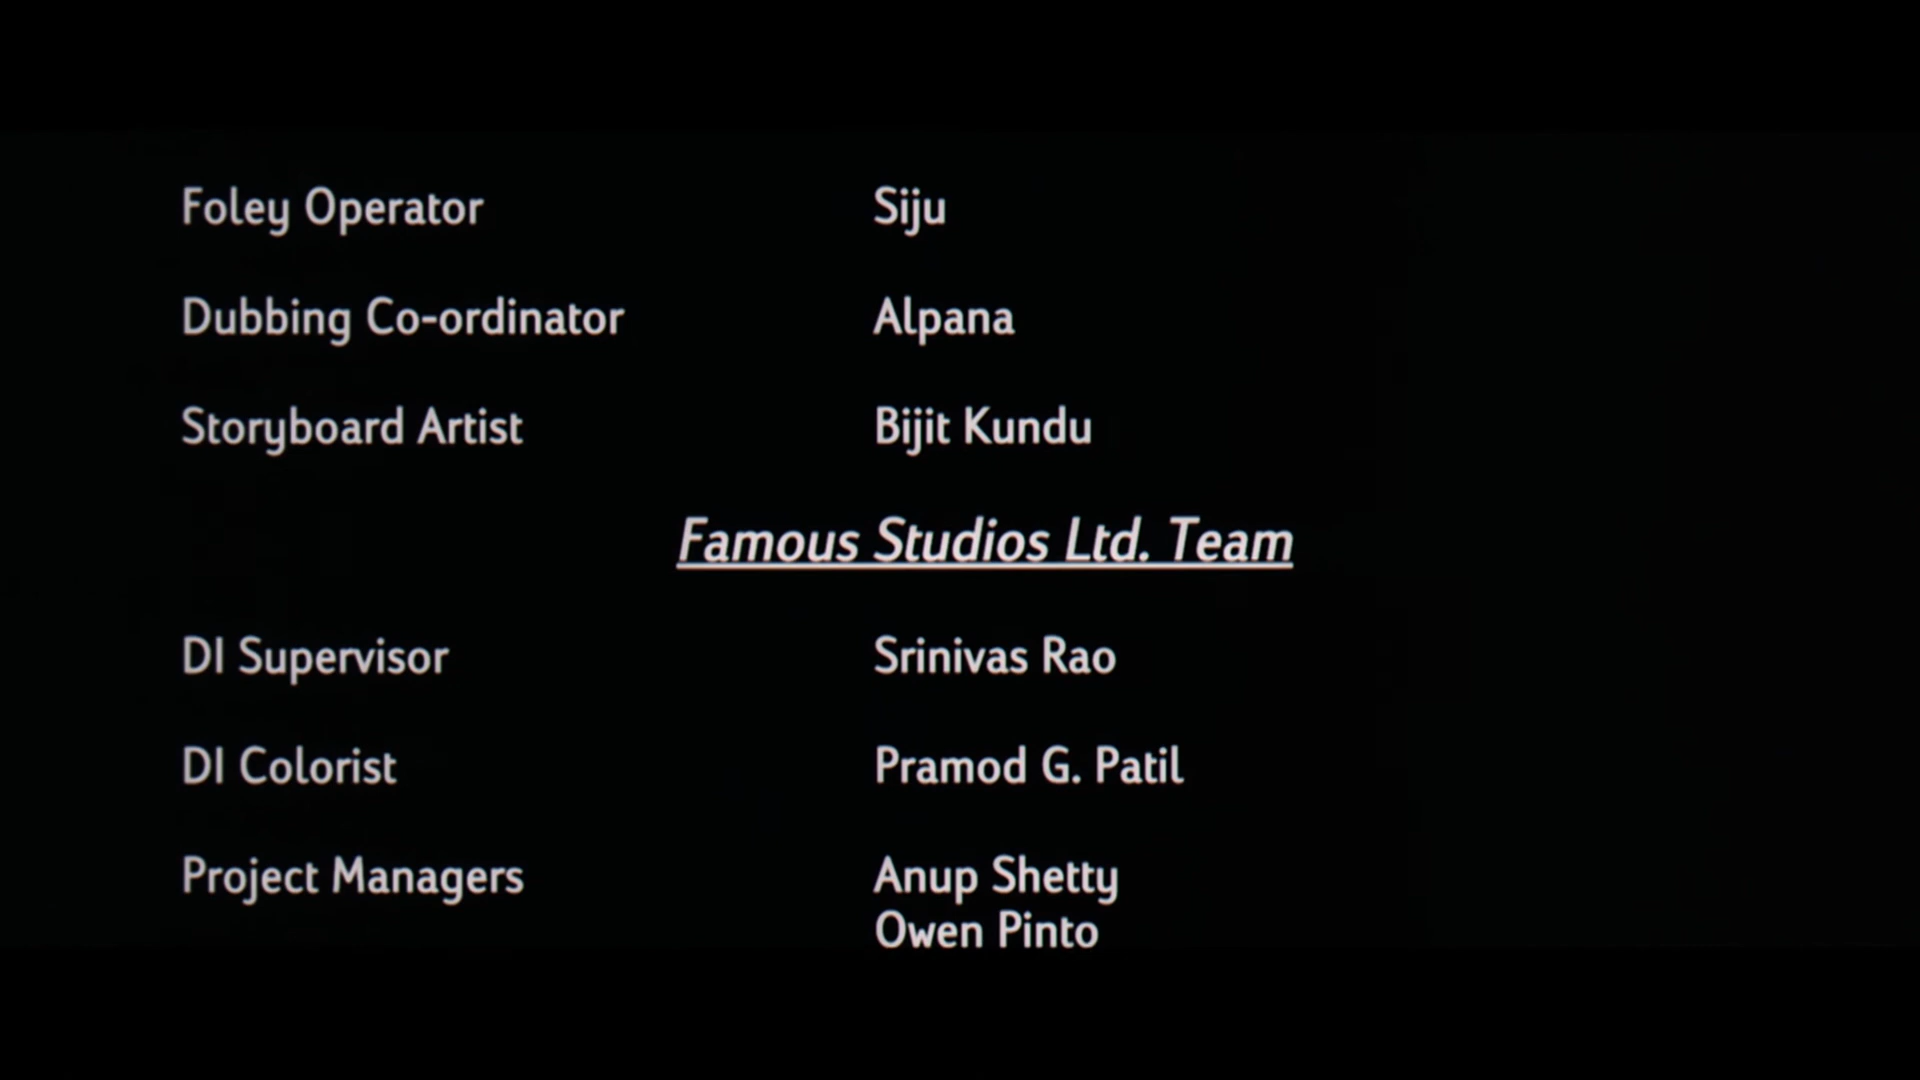 Foley Operator Siju
Dubbing Co-ordinator Alpana
Storyboard Artist Bijit Kundu
Famous Studios Ltd. Team
DI Supervisor Srinivas Rao
DI Colorist Pramod G. Patil
Project Managers Anup Shetty
Owen Pinto